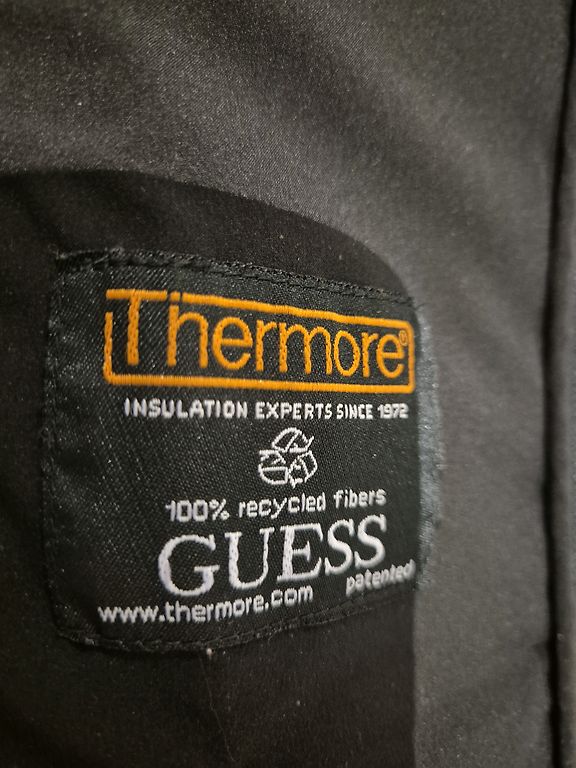 Thermore®
INSULATION EXPERTS SINCE 1972
100% recycled fibers
GUESS
patented
www.thermore.com